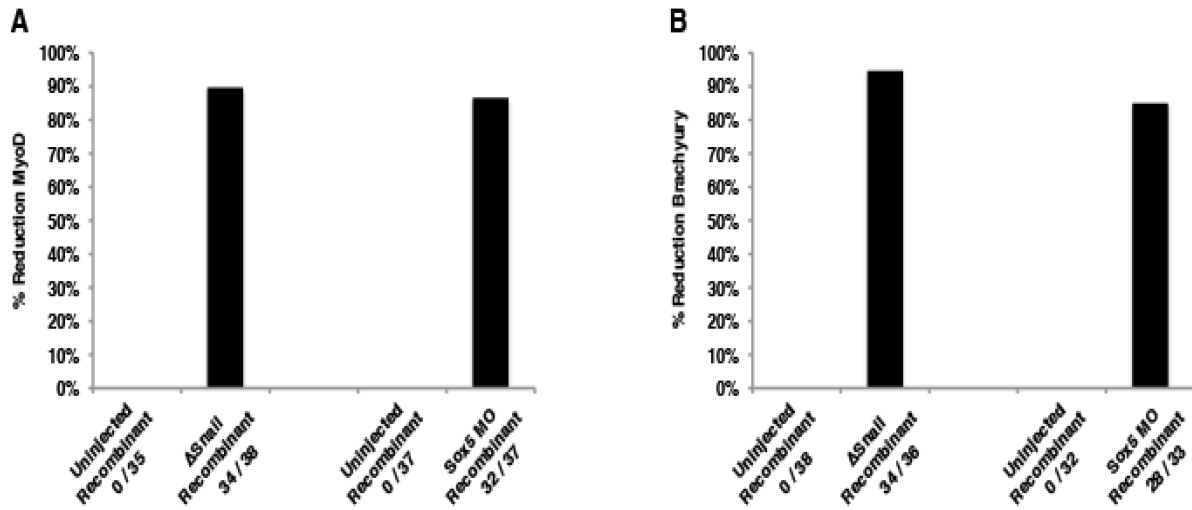 A
100%
90%
80%
70%
60%
50%
40%
30%
20%
10%
0%
% Reduction MyoD
Uninjected
Recombinant
0 / 35
ΔSnail
Recombinant
34 / 38
Uninjected
Recombinant
0 / 37
Sox5 MO
Recombinant
32 / 37
B
100%
90%
80%
70%
60%
50%
40%
30%
20%
10%
0%
% Reduction Brachyury
Uninjected
Recombinant
0 / 38
ΔSnail
Recombinant
34 / 36
Uninjected
Recombinant
0 / 32
Sox5 MO
Recombinant
28 / 33